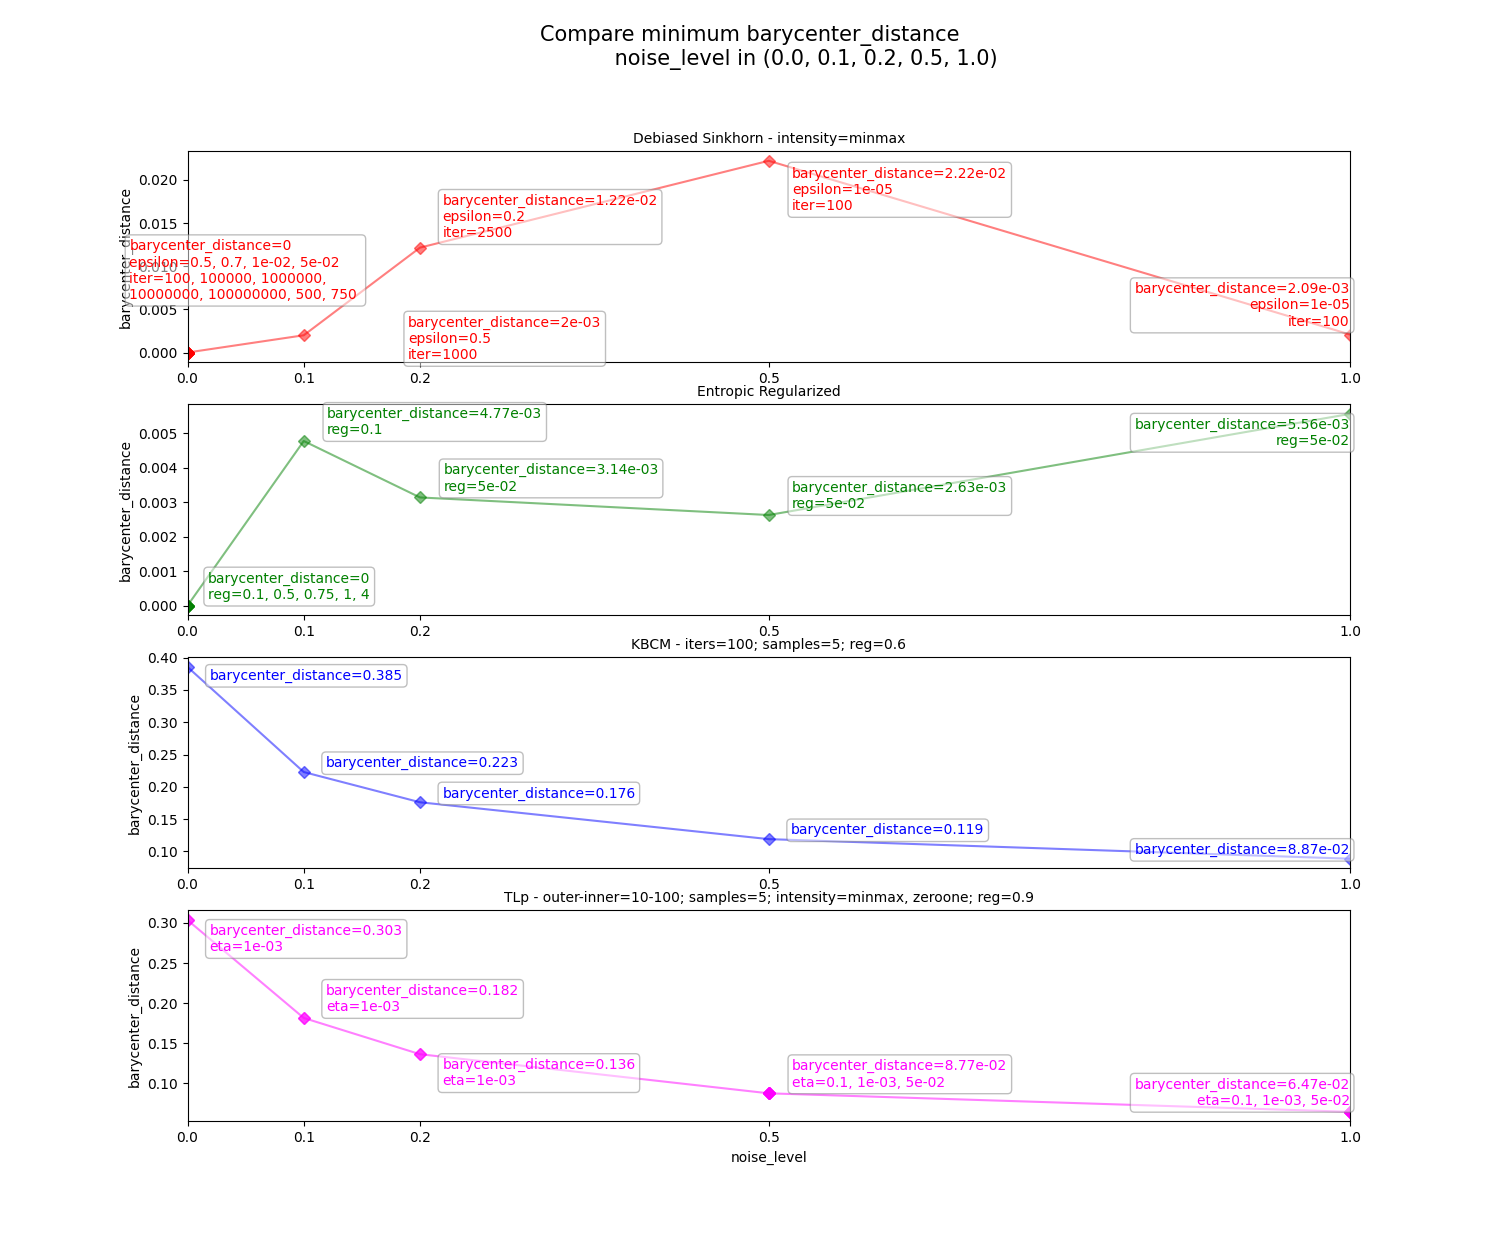 Compare minimum barycenter_distance
noise_level in (0.0, 0.1, 0.2, 0.5, 1.0)
Debiased Sinkhorn - intensity=minmax
barycenter_distance
0.020
0.015
0.010
0.005
0.000
barycenter_distance=0
epsilon=0.5, 0.7, 1e-02, 5e-02
iter=100, 100000, 1000000,
10000000, 100000000, 500, 750
barycenter_distance=2e-03
epsilon=0.5
iter=1000
barycenter_distance=1.22e-02
epsilon=0.2
iter=2500
barycenter_distance=2.22e-02
epsilon=1e-05
iter=100
barycenter_distance=2.09e-03
epsilon=1e-05
iter=100
0.0 0.1 0.2 0.5 1.0
Entropic Regularized
barycenter_distance
0.005
0.004
0.003
0.002
0.001
0.000
barycenter_distance=0
reg=0.1, 0.5, 0.75, 1, 4
barycenter_distance=4.77e-03
reg=0.1
barycenter_distance=3.14e-03
reg=5e-02
barycenter_distance=2.63e-03
reg=5e-02
barycenter_distance=5.56e-03
reg=5e-02
0.0 0.1 0.2 0.5 1.0
KBCM - iters=100; samples=5; reg=0.6
barycenter_distance
0.40
0.35
0.30
0.25
0.20
0.15
0.10
barycenter_distance=0.385
barycenter_distance=0.223
barycenter_distance=0.176
barycenter_distance=0.119
barycenter_distance=8.87e-02
0.0 0.1 0.2 0.5 1.0
TLp - outer-inner=10-100; samples=5; intensity=minmax, zeroone; reg=0.9
barycenter_distance
0.30
0.25
0.20
0.15
0.10
barycenter_distance=0.303
eta=1e-03
barycenter_distance=0.182
eta=1e-03
barycenter_distance=0.136
eta=1e-03
barycenter_distance=8.77e-02
eta=0.1, 1e-03, 5e-02
barycenter_distance=6.47e-02
eta=0.1, 1e-03, 5e-02
0.0 0.1 0.2 0.5 1.0
noise_level